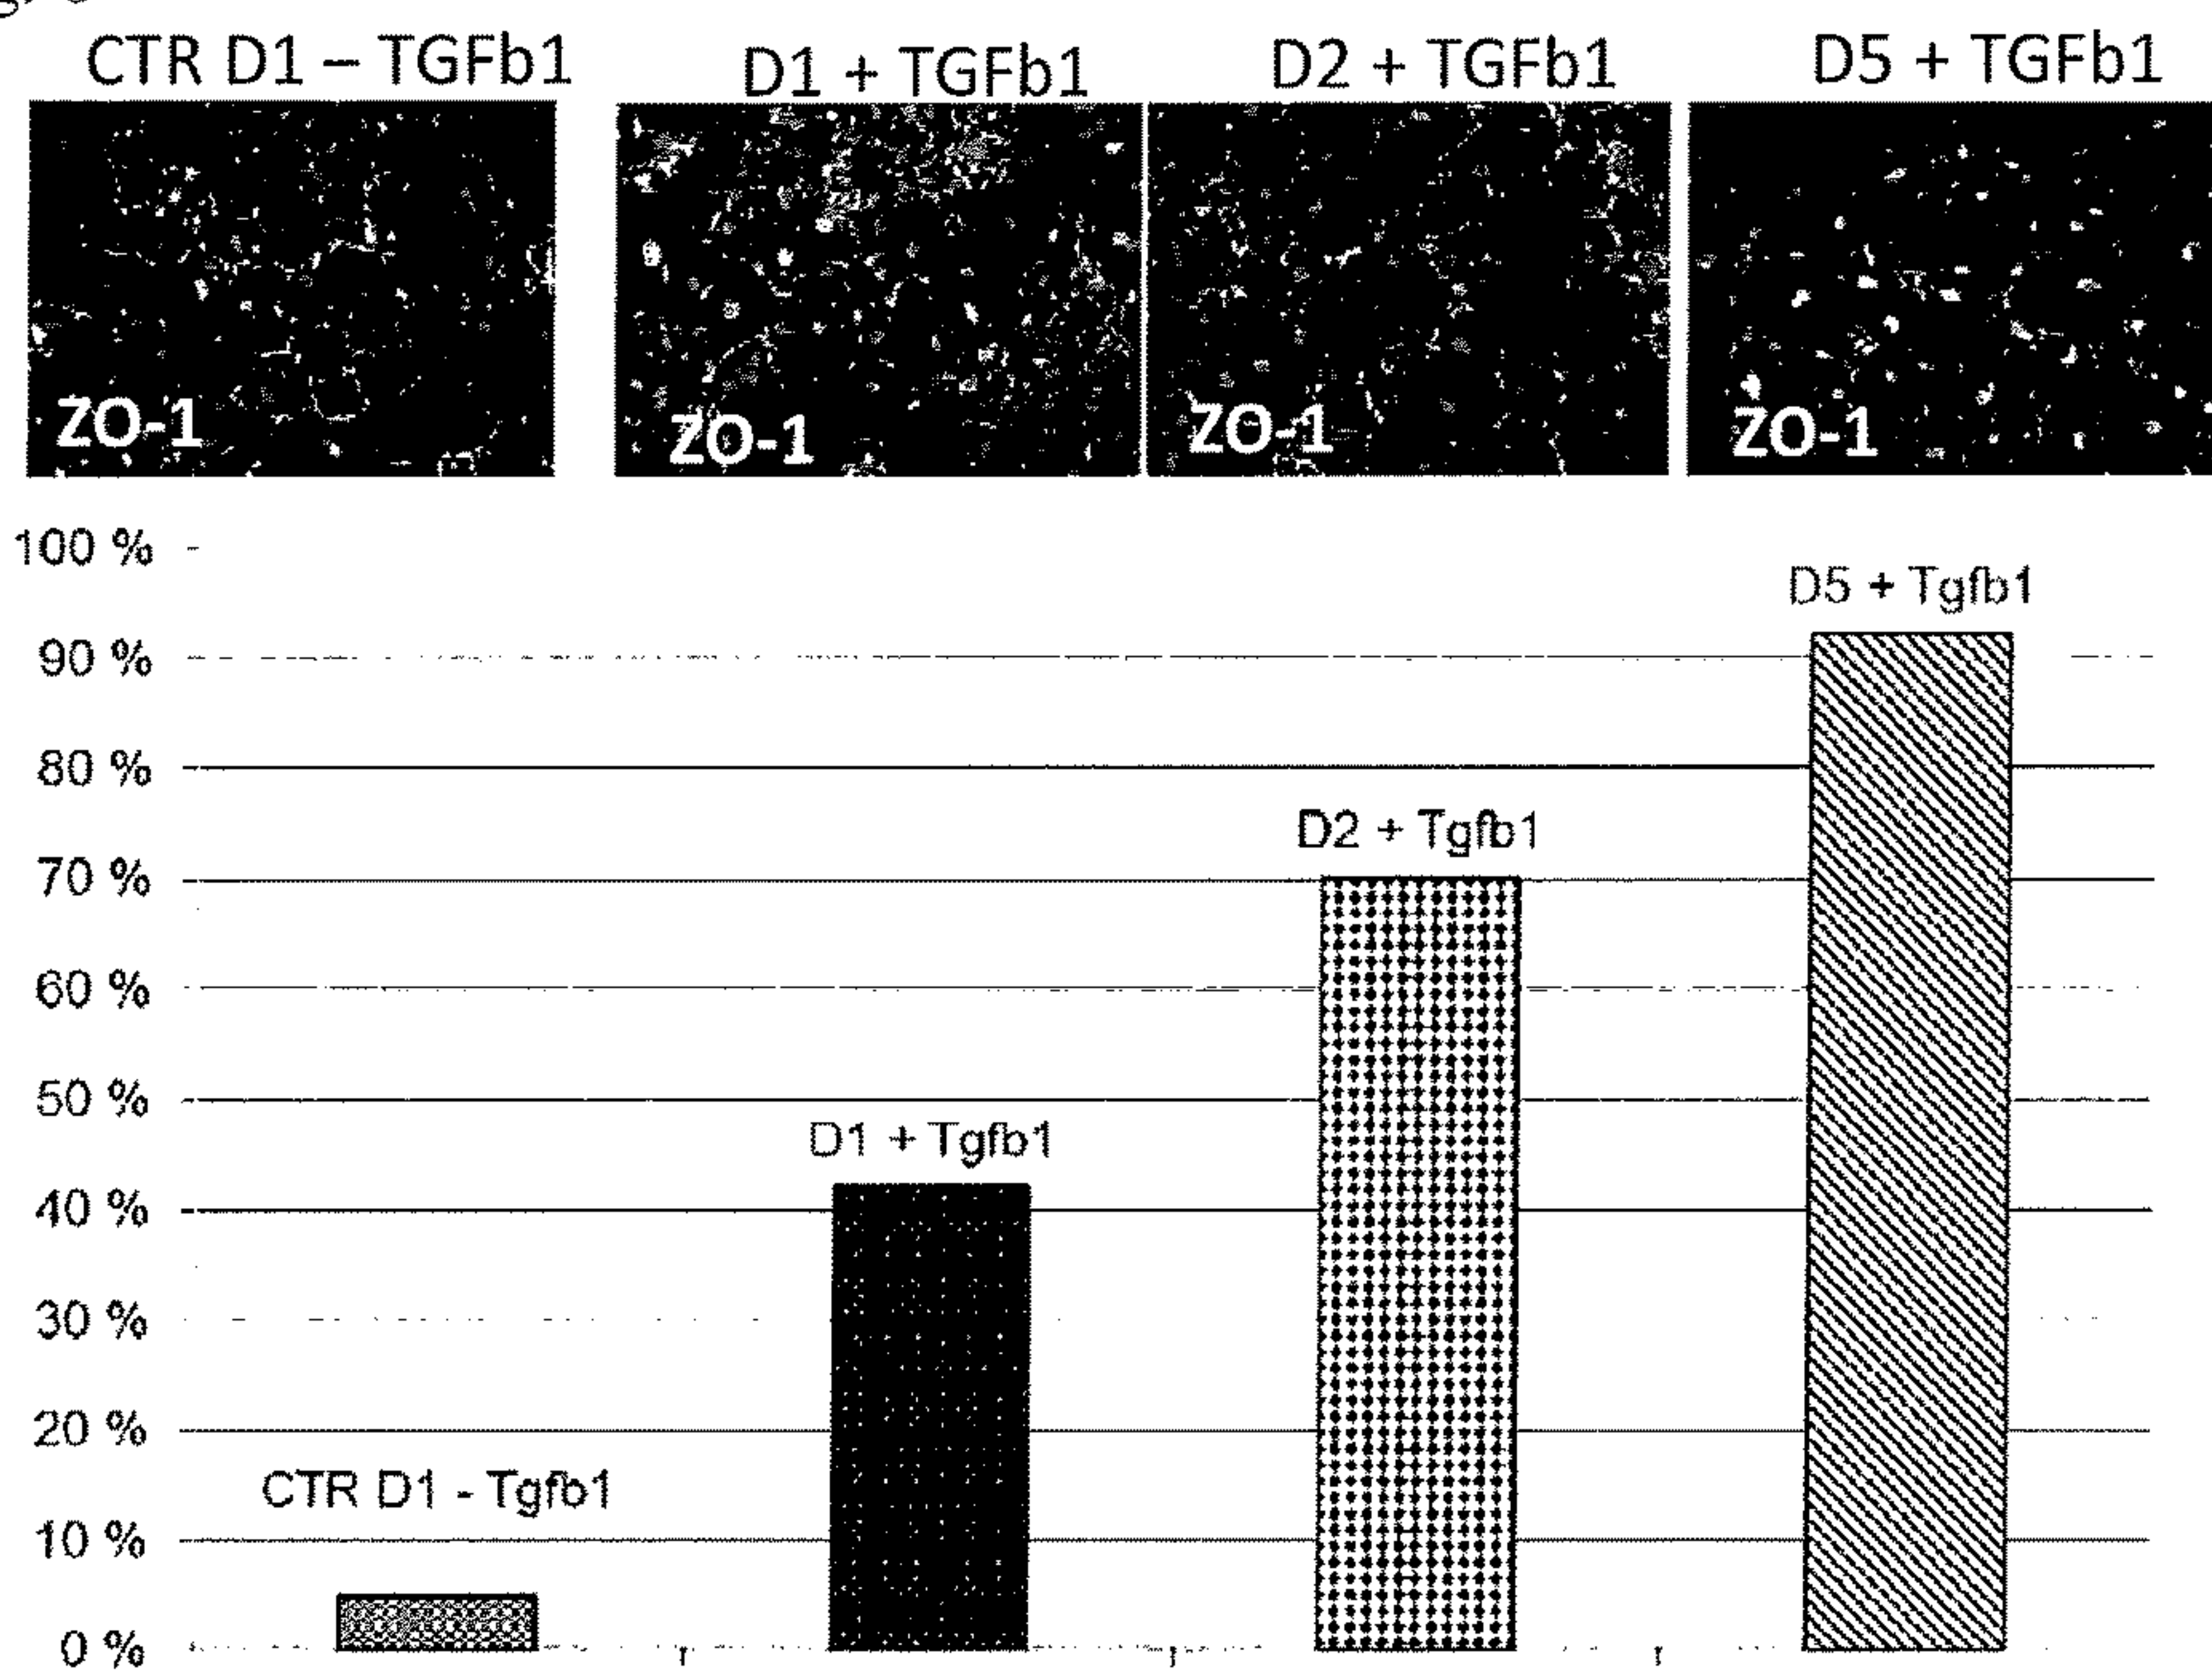 CTR D1 – TGFb1
D1 + TGFb1
D2 + TGFb1
D5 + TGFb1
ZO-1
ZO-1
ZO-1
ZO-1
100 %
D5 + Tgfb1
90 %
80 %
D2 + Tgfb1
70 %
60 %
50 %
D1 + Tgfb1
40 %
30 %
20 %
CTR D1 - Tgfb1
10 %
0 %